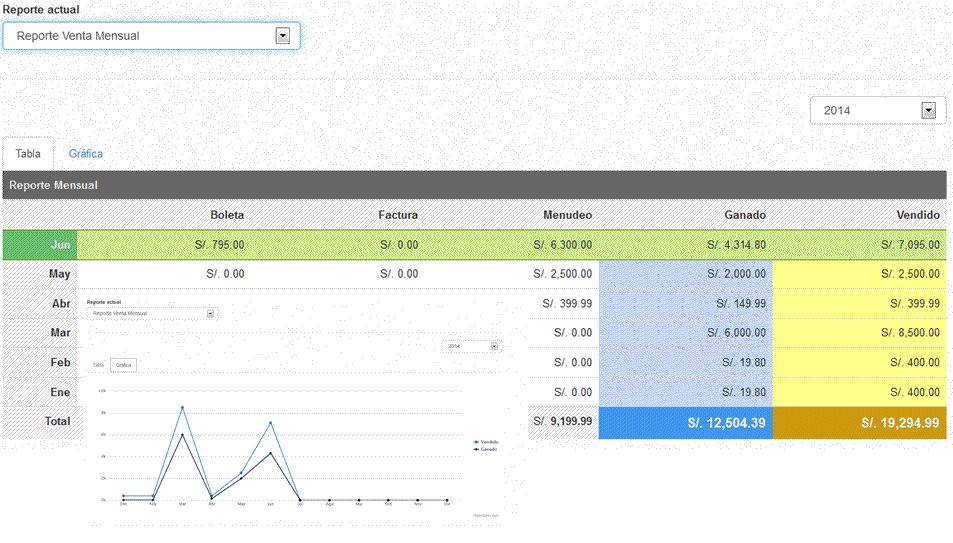 Reporte actual
Reporte Venta Mensual
2014
Tabla Gráfica
Reporte Mensual
Boleta Factura Menudeo Ganado Vendido
Jun S/. 795.00 S/. 0.00 S/. 6,300.00 S/. 4,314.80 S/. 7,095.00
May S/. 0.00 S/. 0.00 S/. 2,500.00 S/. 2,000.00 S/. 2,500.00
Abr S/. 399.99 S/. 149.99 S/. 399.99
Mar S/. 0.00 S/. 6,000.00 S/. 8,500.00
Feb S/. 0.00 S/. 19.80 S/. 400.00
Ene S/. 0.00 S/. 19.80 S/. 400.00
Total S/. 9,199.99 S/. 12,504.39 S/. 19,294.99
Reporte actual
Reporte Venta Mensual
2014
Tabla Gráfica
10k
8k
6k
4k
2k
0k
Ene Feb Mar Abr May Jun Jul Ago Sep Oct Nov Dic
Vendido
Ganado